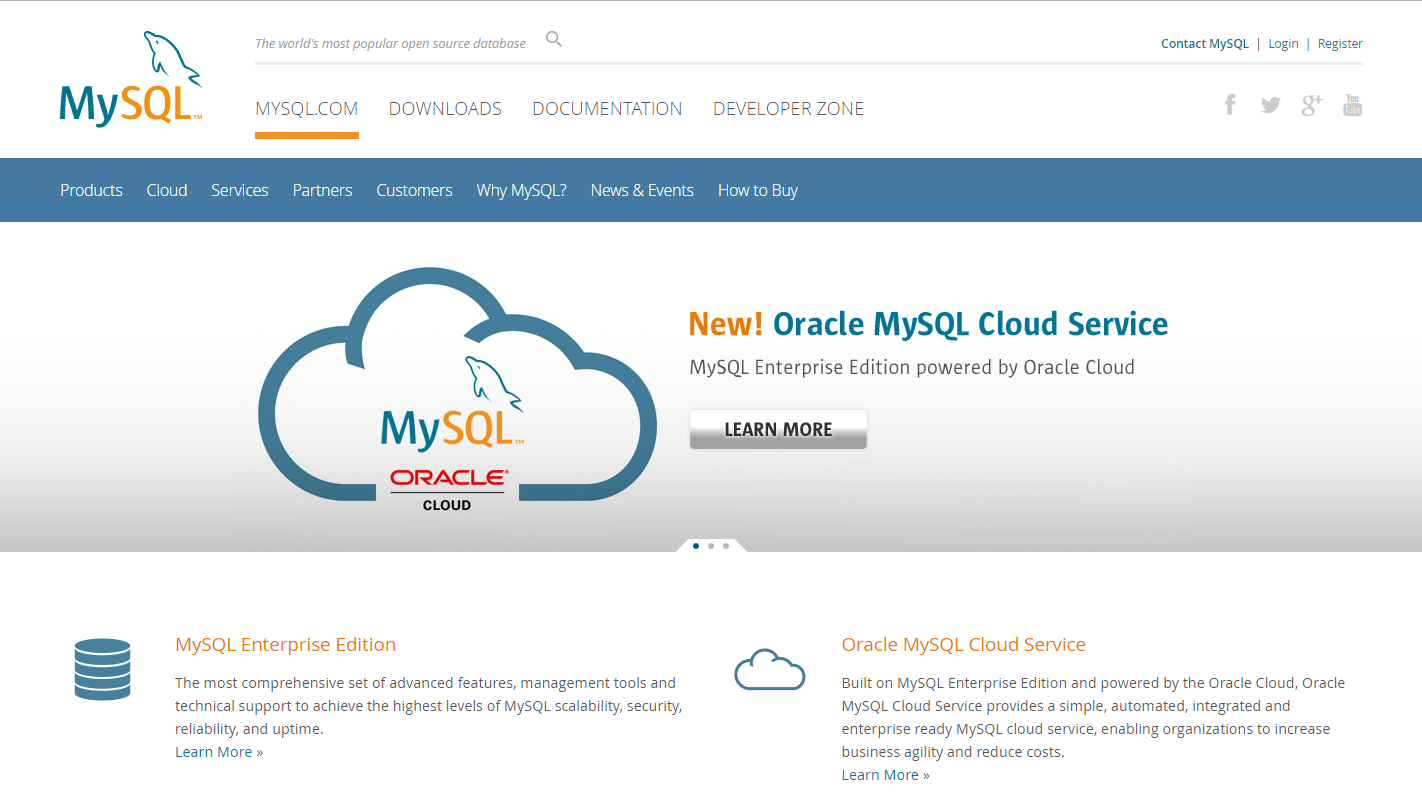 The world's most popular open source database
Contact MySQL | Login | Register
MySQL™
MYSQL.COM DOWNLOADS DOCUMENTATION DEVELOPER ZONE
f g+ You Tube
Products Cloud Services Partners Customers Why MySQL? News & Events How to Buy
MySQL™
ORACLE®
CLOUD
New! Oracle MySQL Cloud Service
MySQL Enterprise Edition powered by Oracle Cloud
LEARN MORE
MySQL Enterprise Edition
The most comprehensive set of advanced features, management tools and
technical support to achieve the highest levels of MySQL scalability, security,
reliability, and uptime.
Learn More »
Oracle MySQL Cloud Service
Built on MySQL Enterprise Edition and powered by the Oracle Cloud, Oracle
MySQL Cloud Service provides a simple, automated, integrated and
enterprise ready MySQL cloud service, enabling organizations to increase
business agility and reduce costs.
Learn More »